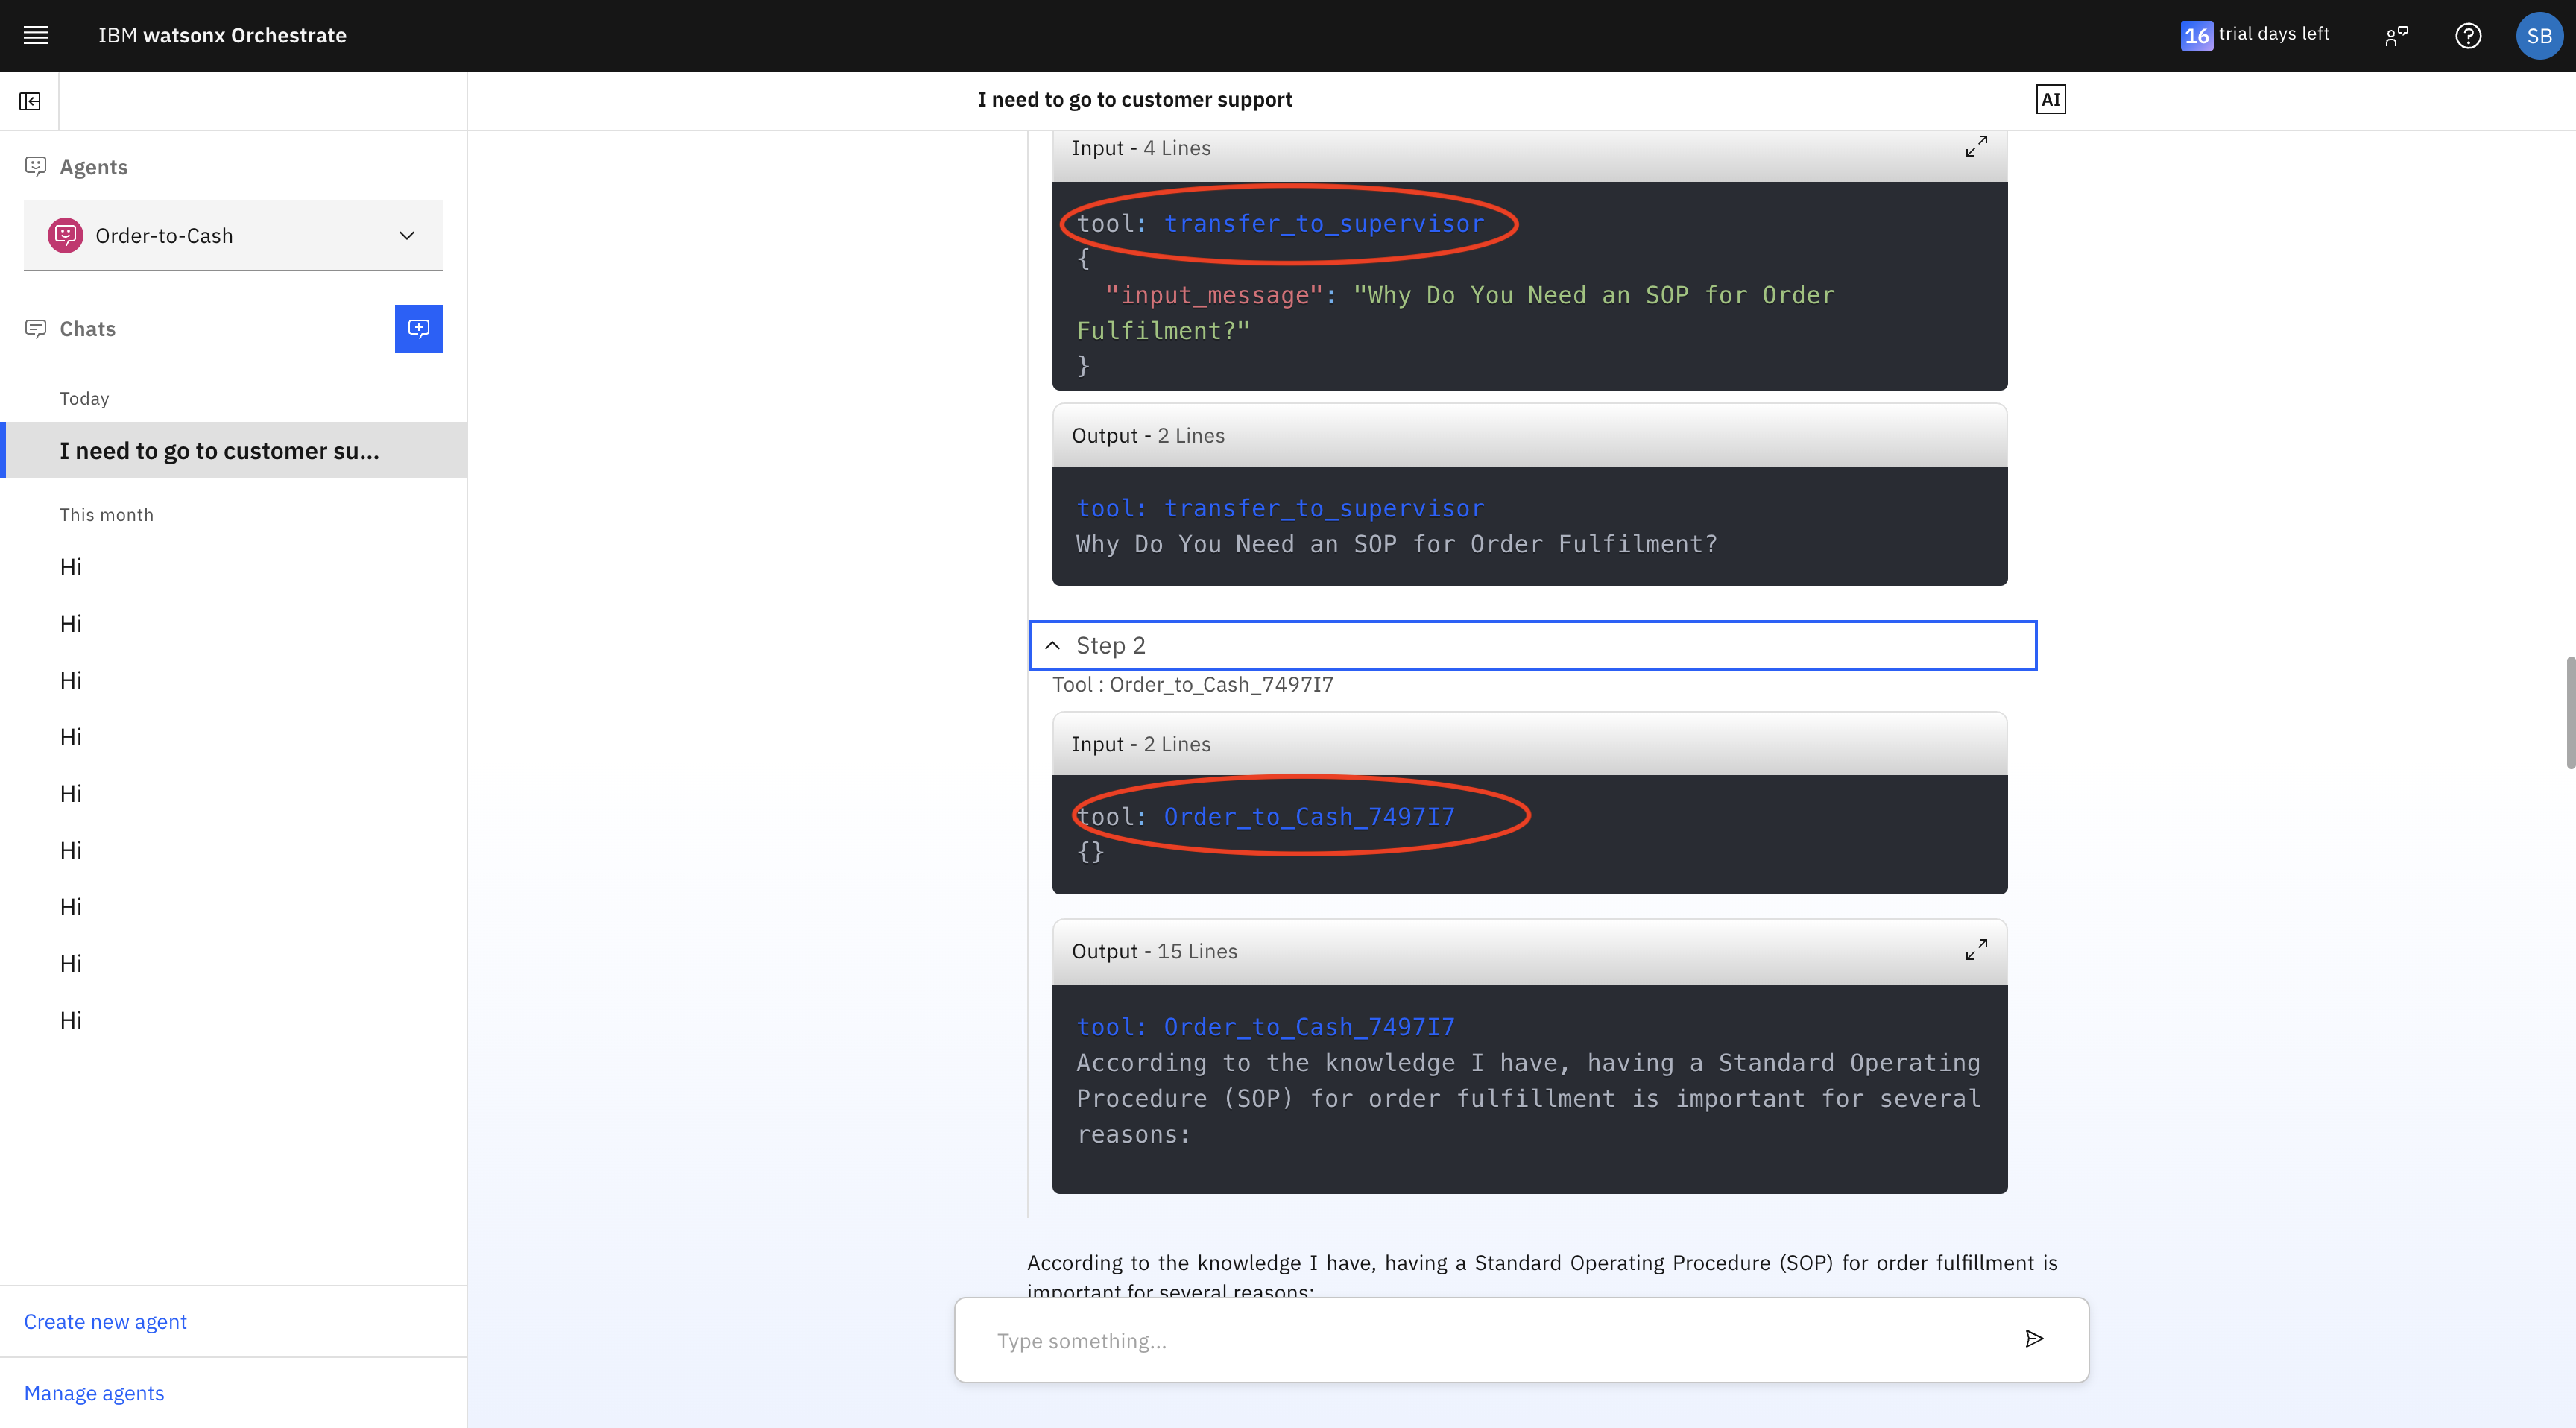 IBM watsonx Orchestrate
16 trial days left
SB
I need to go to customer support
AI
Agents
Order-to-Cash
Chats
Today
I need to go to customer su...
This month
Hi
Hi
Hi
Hi
Hi
Hi
Hi
Hi
Hi
Create new agent
Manage agents
Input - 4 Lines
tool: transfer_to_supervisor
{
"input_message": "Why Do You Need an SOP for Order
Fulfilment?"
}
Output - 2 Lines
tool: transfer_to_supervisor
Why Do You Need an SOP for Order Fulfilment?
Step 2
Tool : Order_to_Cash_7497I7
Input - 2 Lines
tool: Order_to_Cash_7497I7
{}
Output - 15 Lines
tool: Order_to_Cash_7497I7
According to the knowledge I have, having a Standard Operating
Procedure (SOP) for order fulfillment is important for several
reasons:
According to the knowledge I have, having a Standard Operating Procedure (SOP) for order fulfillment is
important for several reasons:
Type something...